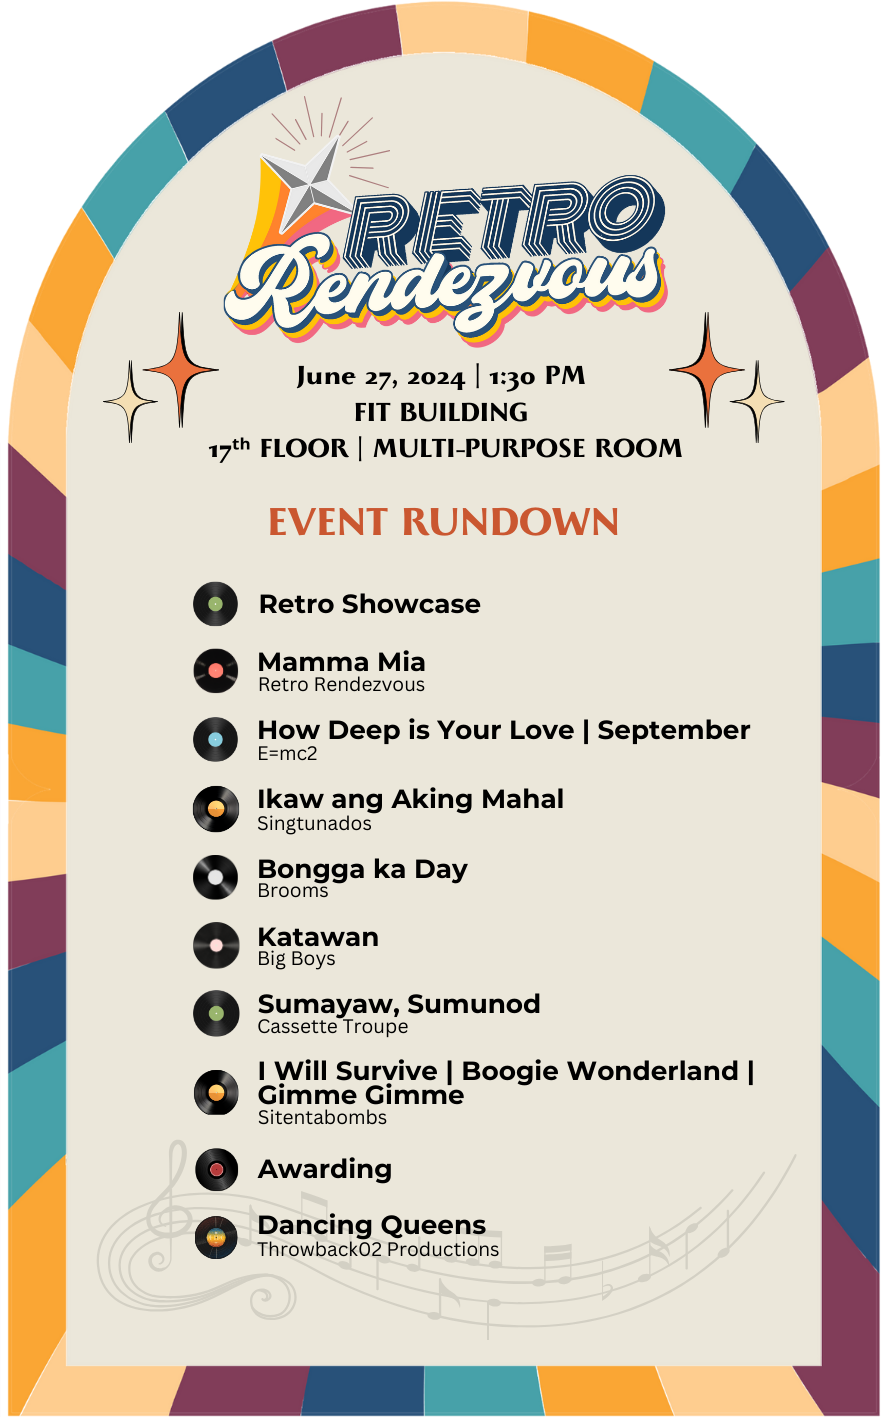 RETRO
Rendezvous
June 27, 2024 | 1:30 PM
FIT BUILDING
17th FLOOR | MULTI-PURPOSE ROOM
EVENT RUNDOWN
Retro Showcase
Mamma Mia
Retro Rendezvous
How Deep is Your Love | September
E=mc2
Ikaw ang Aking Mahal
Singtunados
Bongga ka Day
Brooms
Katawan
Big Boys
Sumayaw, Sumunod
Cassette Troupe
I Will Survive | Boogie Wonderland |
Gimme Gimme
Sitentabombs
Awarding
Dancing Queens
Throwback02 Productions